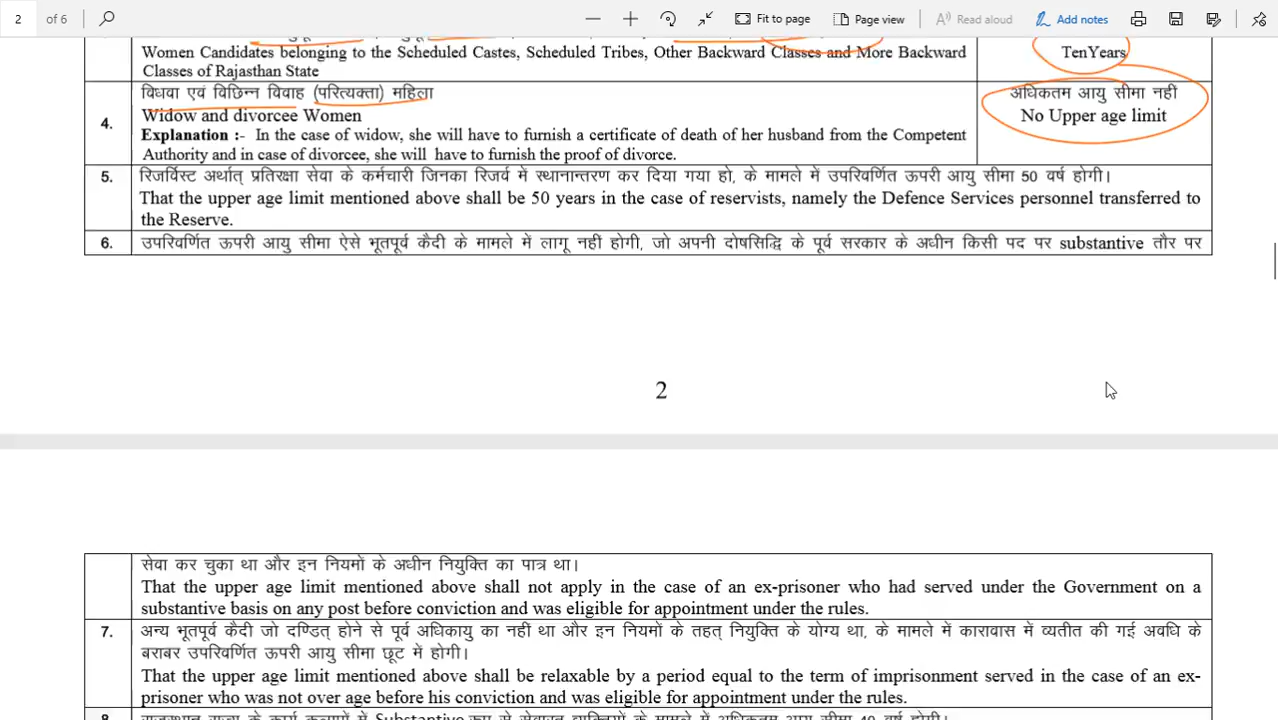 2 of 6 Fit to page Page view Read aloud Add notes
Women Candidates belonging to the Scheduled Castes, Scheduled Tribes, Other Backward Classes and More Backward
Classes of Rajasthan State
TenYears
4.
विधवा एवं विछिन्न विवाह (परित्यक्ता) महिला
Widow and divorcee Women
Explanation :- In the case of widow, she will have to furnish a certificate of death of her husband from the Competent
Authority and in case of divorcee, she will have to furnish the proof of divorce.
अधिकतम आयु सीमा नहीं
No Upper age limit
5. रिजर्विस्ट अर्थात् प्रतिरक्षा सेवा के कर्मचारी जिनका रिजर्व में स्थानान्तरण कर दिया गया हो, के मामले में उपरिवर्णित ऊपरी आयु सीमा 50 वर्ष होगी।
That the upper age limit mentioned above shall be 50 years in the case of reservists, namely the Defence Services personnel transferred to
the Reserve.
6. उपरिवर्णित ऊपरी आयु सीमा ऐसे भूतपूर्व कैदी के मामले में लागू नहीं होगी, जो अपनी दोषसिद्वि के पूर्व सरकार के अधीन किसी पद पर substantive तौर पर
2
सेवा कर चुका था और इन नियमों के अधीन नियुक्ति का पात्र था।
That the upper age limit mentioned above shall not apply in the case of an ex-prisoner who had served under the Government on a
substantive basis on any post before conviction and was eligible for appointment under the rules.
7. अन्य भूतपूर्व कैदी जो दण्डित् होने से पूर्व अधिकायु का नहीं था और इन नियमों के तहत् नियुक्ति के योग्य था, के मामले में कारावास में व्यतीत की गई अवधि के
बराबर उपरिवर्णित ऊपरी आयु सीमा छूट में होगी।
That the upper age limit mentioned above shall be relaxable by a period equal to the term of imprisonment served in the case of an ex-
prisoner who was not over age before his conviction and was eligible for appointment under the rules.